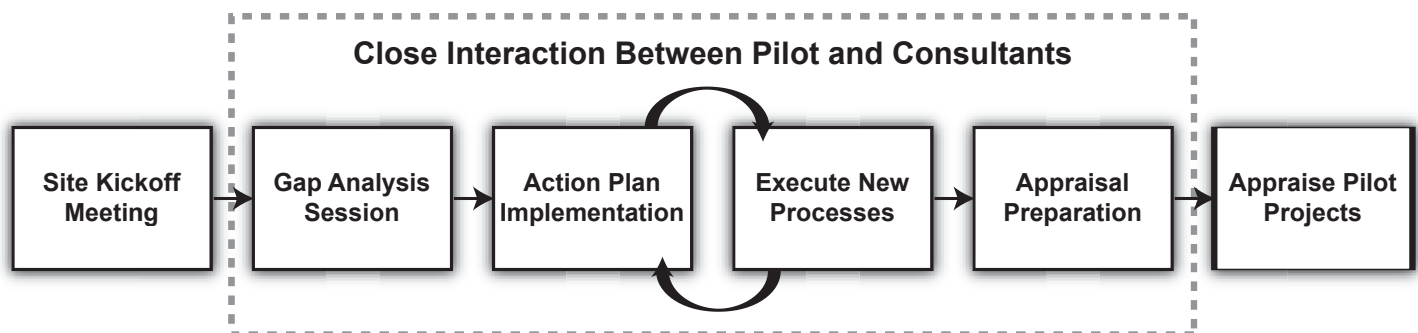 Close Interaction Between Pilot and Consultants
Site Kickoff
Meeting
Gap Analysis
Session
Action Plan
Implementation
Execute New
Processes
Appraisal
Preparation
Appraise Pilot
Projects